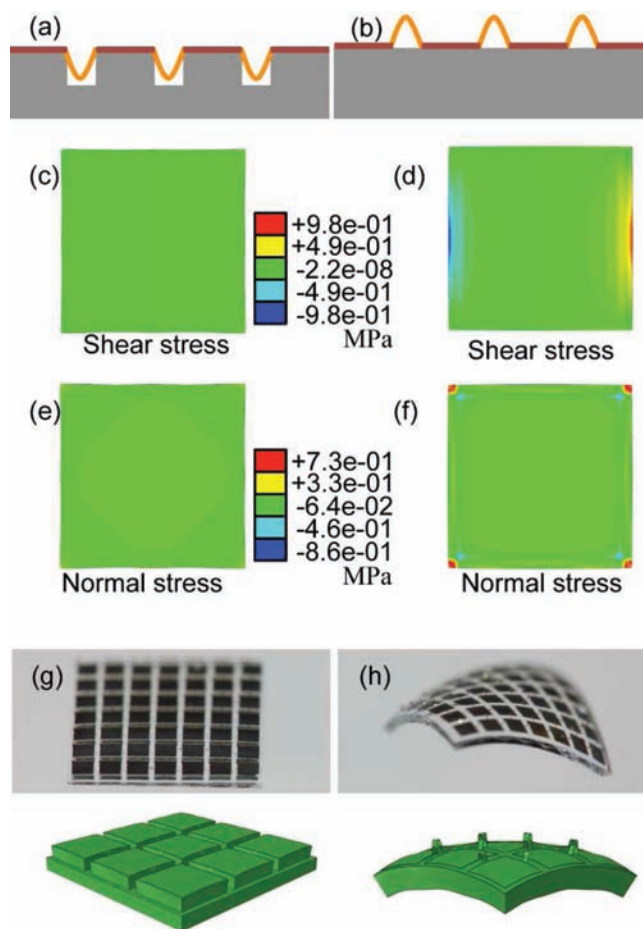 (a)
(b)
(c)
+9.8e-01
+4.9e-01
-2.2e-08
-4.9e-01
-9.8e-01
MPa
(d)
Shear stress
Shear stress
(e)
+7.3e-01
+3.3e-01
-6.4e-02
-4.6e-01
-8.6e-01
MPa
(f)
Normal stress
Normal stress
(g)
(h)